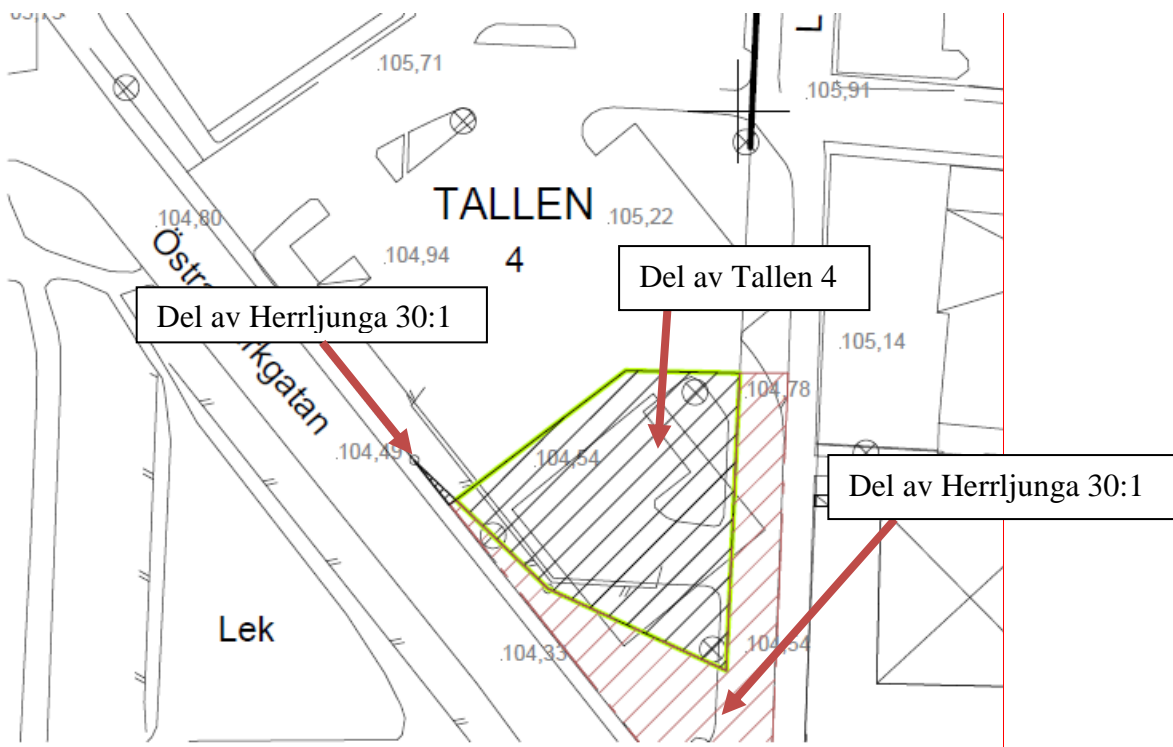 105,71
105,91
L
TALLEN
4
105,22
104,80
104,94
Östra
rkgatan
Del av Tallen 4
Del av Herrljunga 30:1
105,14
104,78
104,49
104,54
Del av Herrljunga 30:1
Lek
104,33
104,54